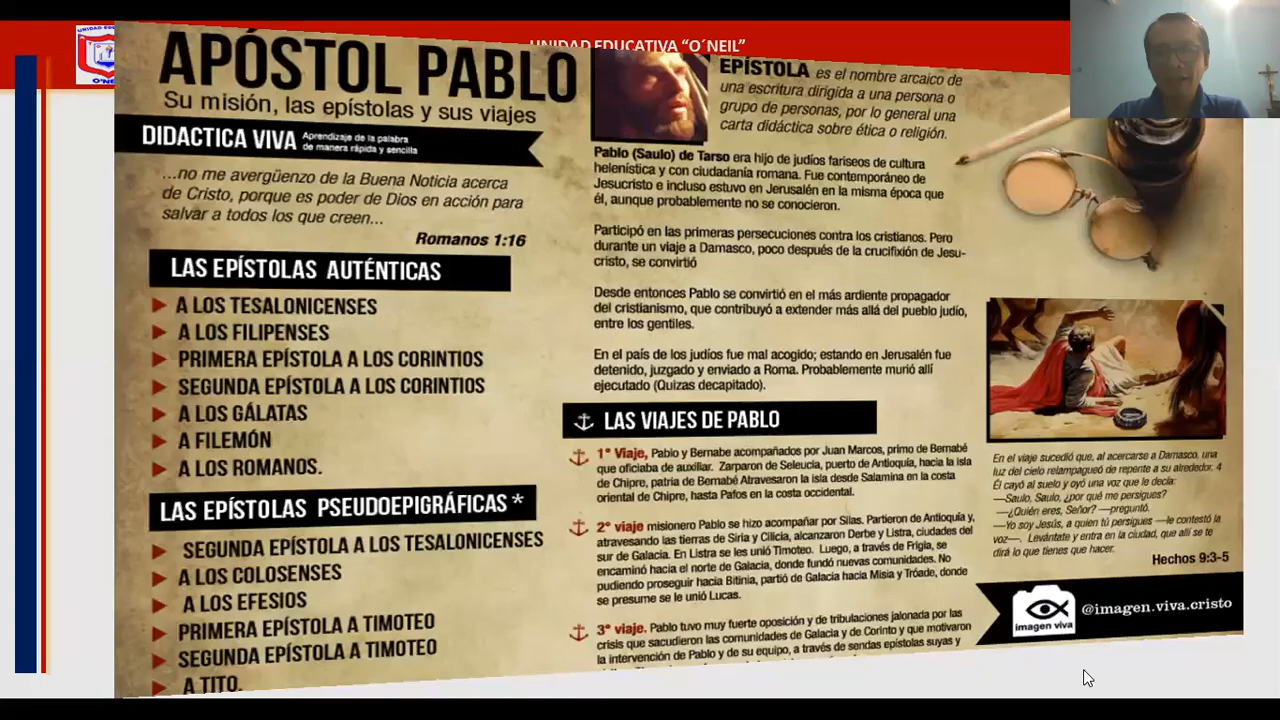 UNIDAD EDUCATIVA “O´NEIL”
APÓSTOL PABLO
Su misión, las epístolas y sus viajes
DIDACTICA VIVA Aprendizaje de la palabra
de manera rápida y sencilla
...no me avergüenzo de la Buena Noticia acerca
de Cristo, porque es poder de Dios en acción para
salvar a todos los que creen...
Romanos 1:16
LAS EPÍSTOLAS AUTÉNTICAS
A LOS TESALONICENSES
A LOS FILIPENSES
PRIMERA EPÍSTOLA A LOS CORINTIOS
SEGUNDA EPÍSTOLA A LOS CORINTIOS
A LOS GÁLATAS
A FILEMÓN
A LOS ROMANOS.
LAS EPÍSTOLAS PSEUDOEPIGRÁFICAS *
SEGUNDA EPÍSTOLA A LOS TESALONICENSES
A LOS COLOSENSES
A LOS EFESIOS
PRIMERA EPÍSTOLA A TIMOTEO
SEGUNDA EPÍSTOLA A TIMOTEO
A TITO.
EPÍSTOLA es el nombre arcaico de
una escritura dirigida a una persona o
grupo de personas, por lo general una
carta didáctica sobre ética o religión.
Pablo (Saulo) de Tarso era hijo de judíos fariseos de cultura
helenística y con ciudadanía romana. Fue contemporáneo de
Jesucristo e incluso estuvo en Jerusalén en la misma época que
él, aunque probablemente no se conocieron.
Participó en las primeras persecuciones contra los cristianos. Pero
durante un viaje a Damasco, poco después de la crucifixión de Jesu-
cristo, se convirtió
Desde entonces Pablo se convirtió en el más ardiente propagador
del cristianismo, que contribuyó a extender más allá del pueblo judío,
entre los gentiles.
En el país de los judíos fue mal acogido; estando en Jerusalén fue
detenido, juzgado y enviado a Roma. Probablemente murió allí
ejecutado (Quizas decapitado).
LAS VIAJES DE PABLO
1° Viaje, Pablo y Bernabe acompañados por Juan Marcos, primo de Bernabé
que oficiaba de auxiliar. Zarparon de Seleucia, puerto de Antioquía, hacia la isla
de Chipre, patria de Bernabé Atravesaron la isla desde Salamina en la costa
oriental de Chipre, hasta Pafos en la costa occidental.
2° viaje misionero Pablo se hizo acompañar por Silas. Partieron de Antioquía y,
atravesando las tierras de Siria y Cilicia, alcanzaron Derbe y Listra, ciudades del
sur de Galacia. En Listra se les unió Timoteo. Luego, a través de Frigia, se
encaminó hacia el norte de Galacia, donde fundó nuevas comunidades. No
pudiendo proseguir hacia Bitinia, partió de Galacia hacia Misia y Tróade, donde
se presume se le unió Lucas.
3° viaje. Pablo tuvo muy fuerte oposición y de tribulaciones jalonada por las
crisis que sacudieron las comunidades de Galacia y de Corinto y que motivaron
la intervención de Pablo y de su equipo, a través de sendas epístolas suyas y
En el viaje sucedió que, al acercarse a Damasco, una
luz del cielo relampagueó de repente a su alrededor. 4
Él cayó al suelo y oyó una voz que le decía:
—Saulo, Saulo, ¿por qué me persigues?
—¿Quién eres, Señor? —preguntó.
—Yo soy Jesús, a quien tú persigues —le contestó la
voz—. Levántate y entra en la ciudad, que allí se te
dirá lo que tienes que hacer.
Hechos 9:3-5
imagen viva
@imagen.viva.cristo